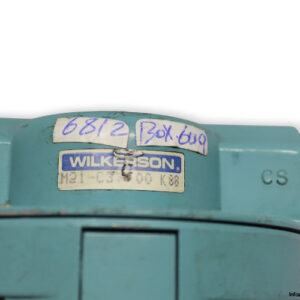 6812 Box.609
WILKERSON
M21-C3 00 K88
CS